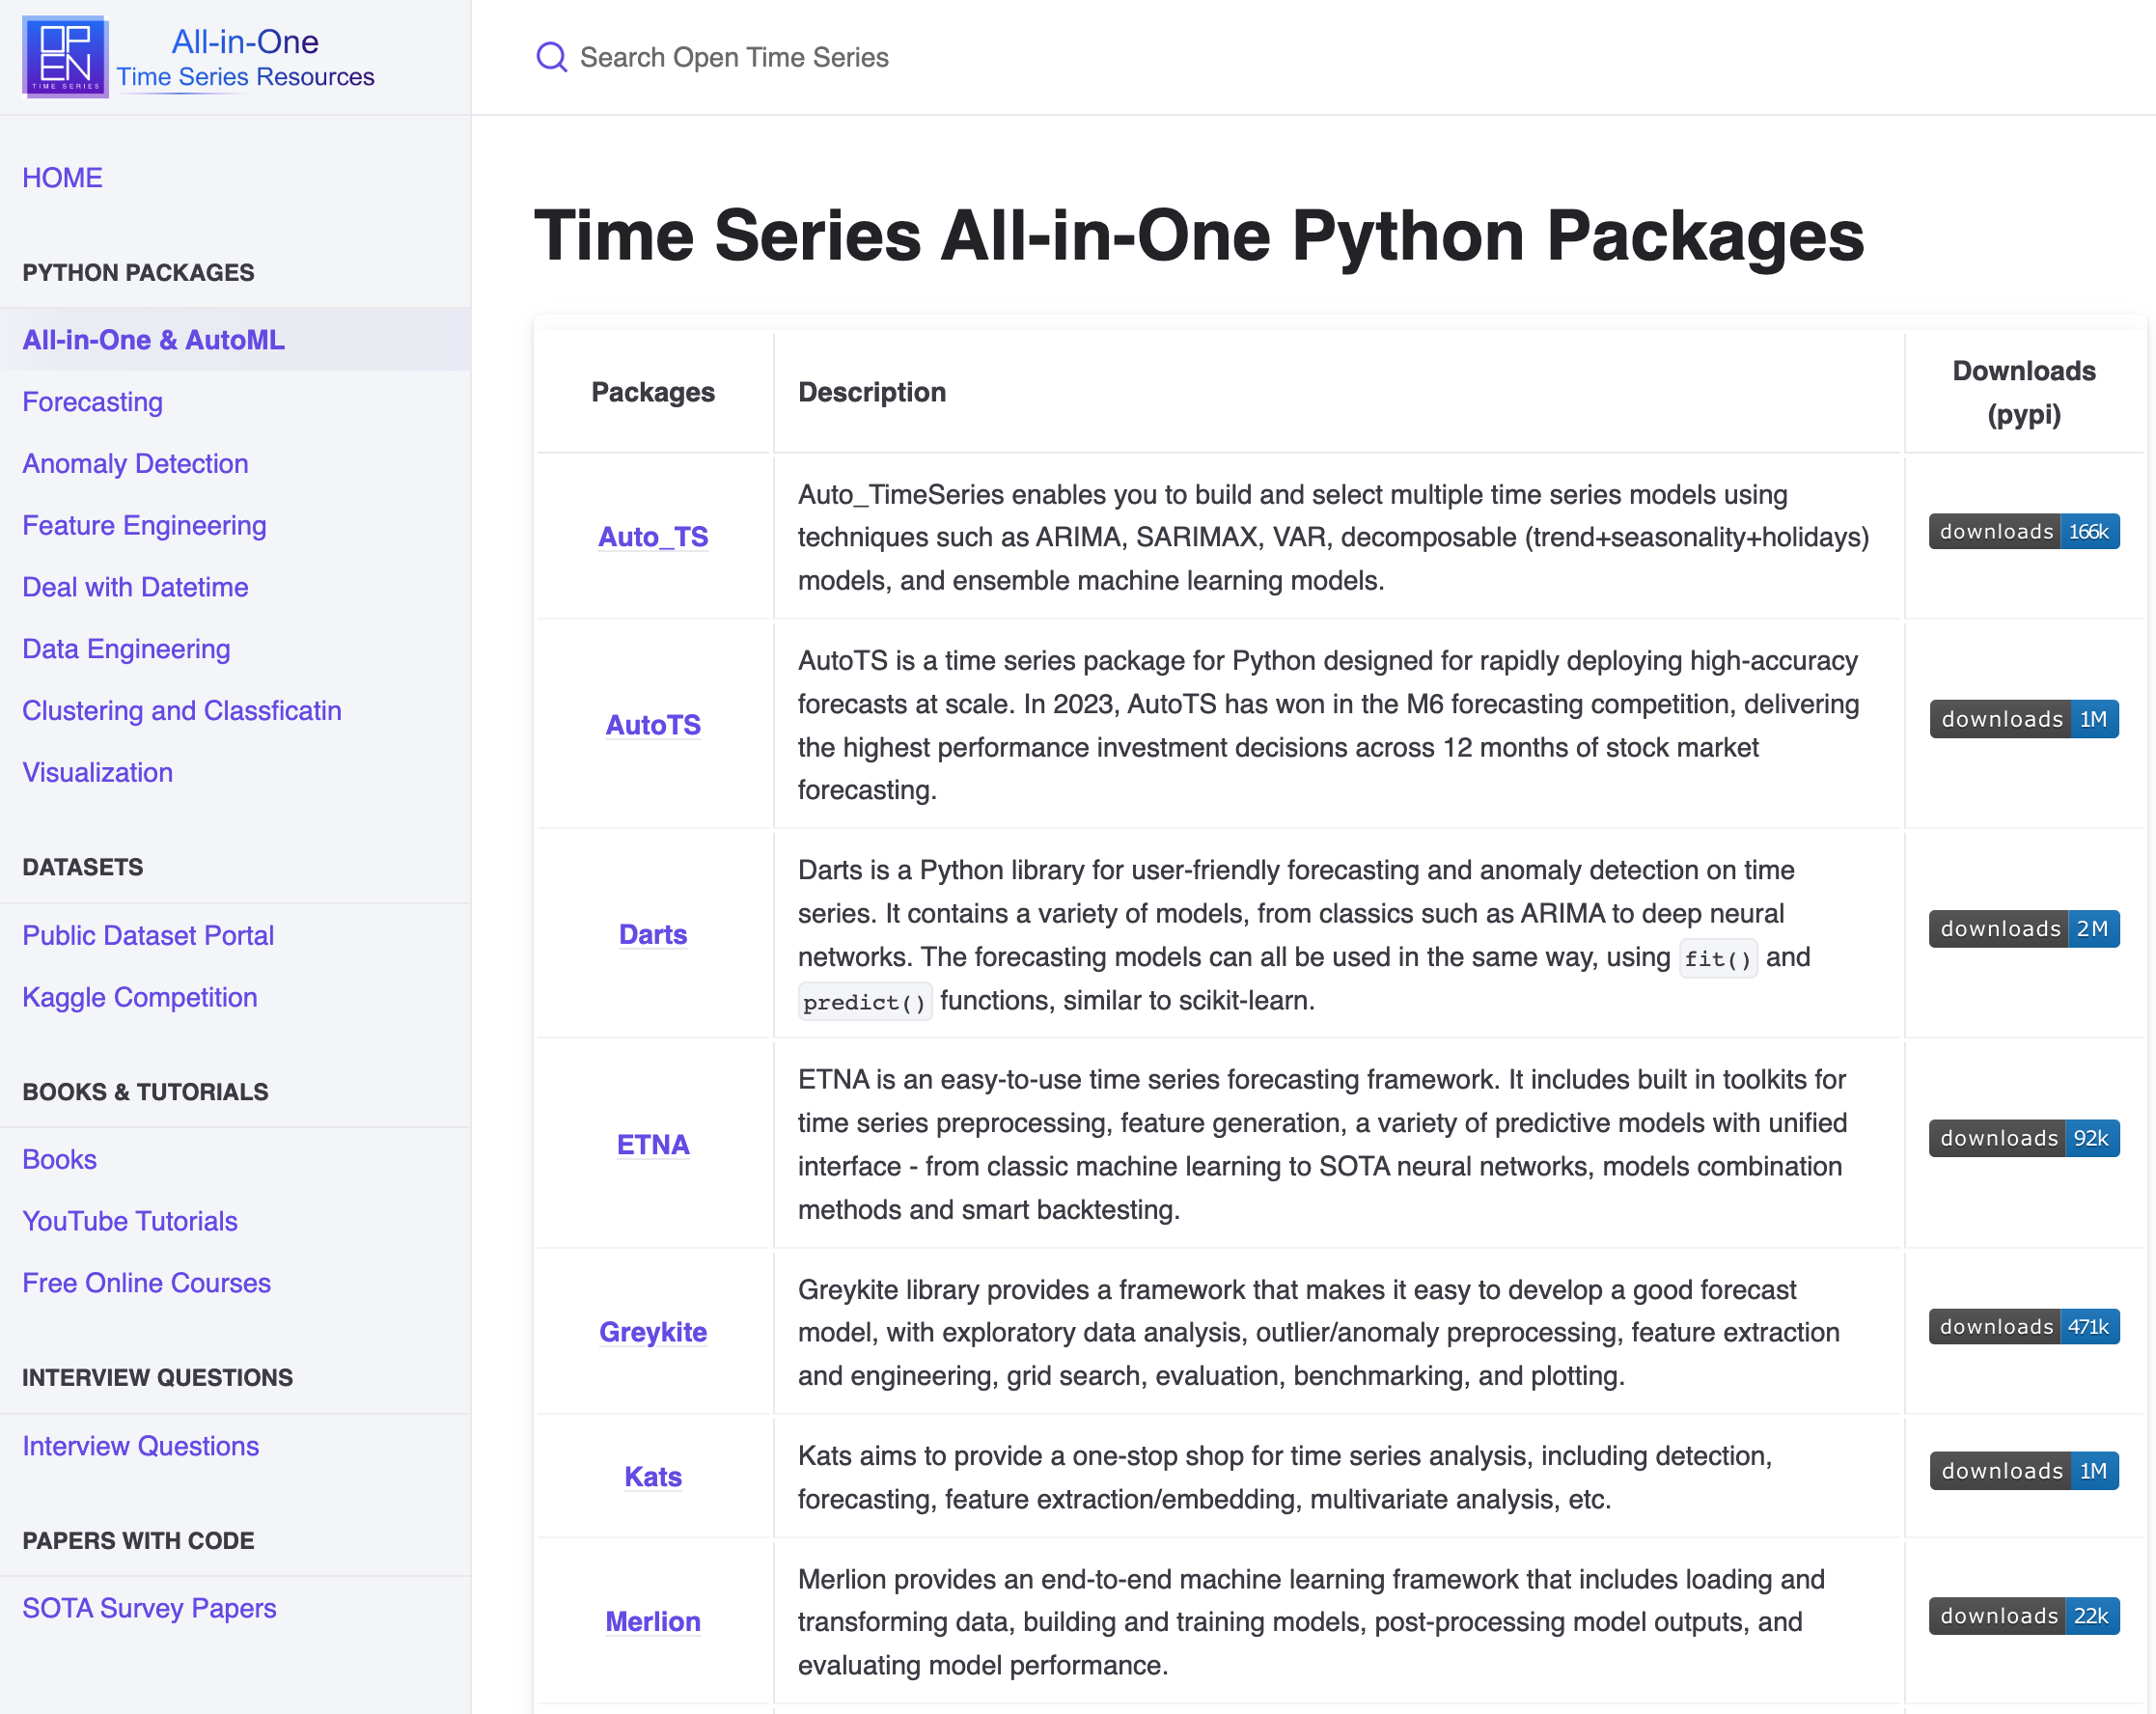 OPEN
TIME SERIES
All-in-One
Time Series Resources
Search Open Time Series
HOME
PYTHON PACKAGES
All-in-One & AutoML
Forecasting
Anomaly Detection
Feature Engineering
Deal with Datetime
Data Engineering
Clustering and Classficatin
Visualization
DATASETS
Public Dataset Portal
Kaggle Competition
BOOKS & TUTORIALS
Books
YouTube Tutorials
Free Online Courses
INTERVIEW QUESTIONS
Interview Questions
PAPERS WITH CODE
SOTA Survey Papers
Time Series All-in-One Python Packages
Packages
Description
Downloads
(pypi)
Auto_TS
Auto_TimeSeries enables you to build and select multiple time series models using
techniques such as ARIMA, SARIMAX, VAR, decomposable (trend+seasonality+holidays)
models, and ensemble machine learning models.
downloads 166k
AutoTS
AutoTS is a time series package for Python designed for rapidly deploying high-accuracy
forecasts at scale. In 2023, AutoTS has won in the M6 forecasting competition, delivering
the highest performance investment decisions across 12 months of stock market
forecasting.
downloads 1M
Darts
Darts is a Python library for user-friendly forecasting and anomaly detection on time
series. It contains a variety of models, from classics such as ARIMA to deep neural
networks. The forecasting models can all be used in the same way, using fit() and
predict() functions, similar to scikit-learn.
downloads 2M
ETNA
ETNA is an easy-to-use time series forecasting framework. It includes built in toolkits for
time series preprocessing, feature generation, a variety of predictive models with unified
interface - from classic machine learning to SOTA neural networks, models combination
methods and smart backtesting.
downloads 92k
Greykite
Greykite library provides a framework that makes it easy to develop a good forecast
model, with exploratory data analysis, outlier/anomaly preprocessing, feature extraction
and engineering, grid search, evaluation, benchmarking, and plotting.
downloads 471k
Kats
Kats aims to provide a one-stop shop for time series analysis, including detection,
forecasting, feature extraction/embedding, multivariate analysis, etc.
downloads 1M
Merlion
Merlion provides an end-to-end machine learning framework that includes loading and
transforming data, building and training models, post-processing model outputs, and
evaluating model performance.
downloads 22k